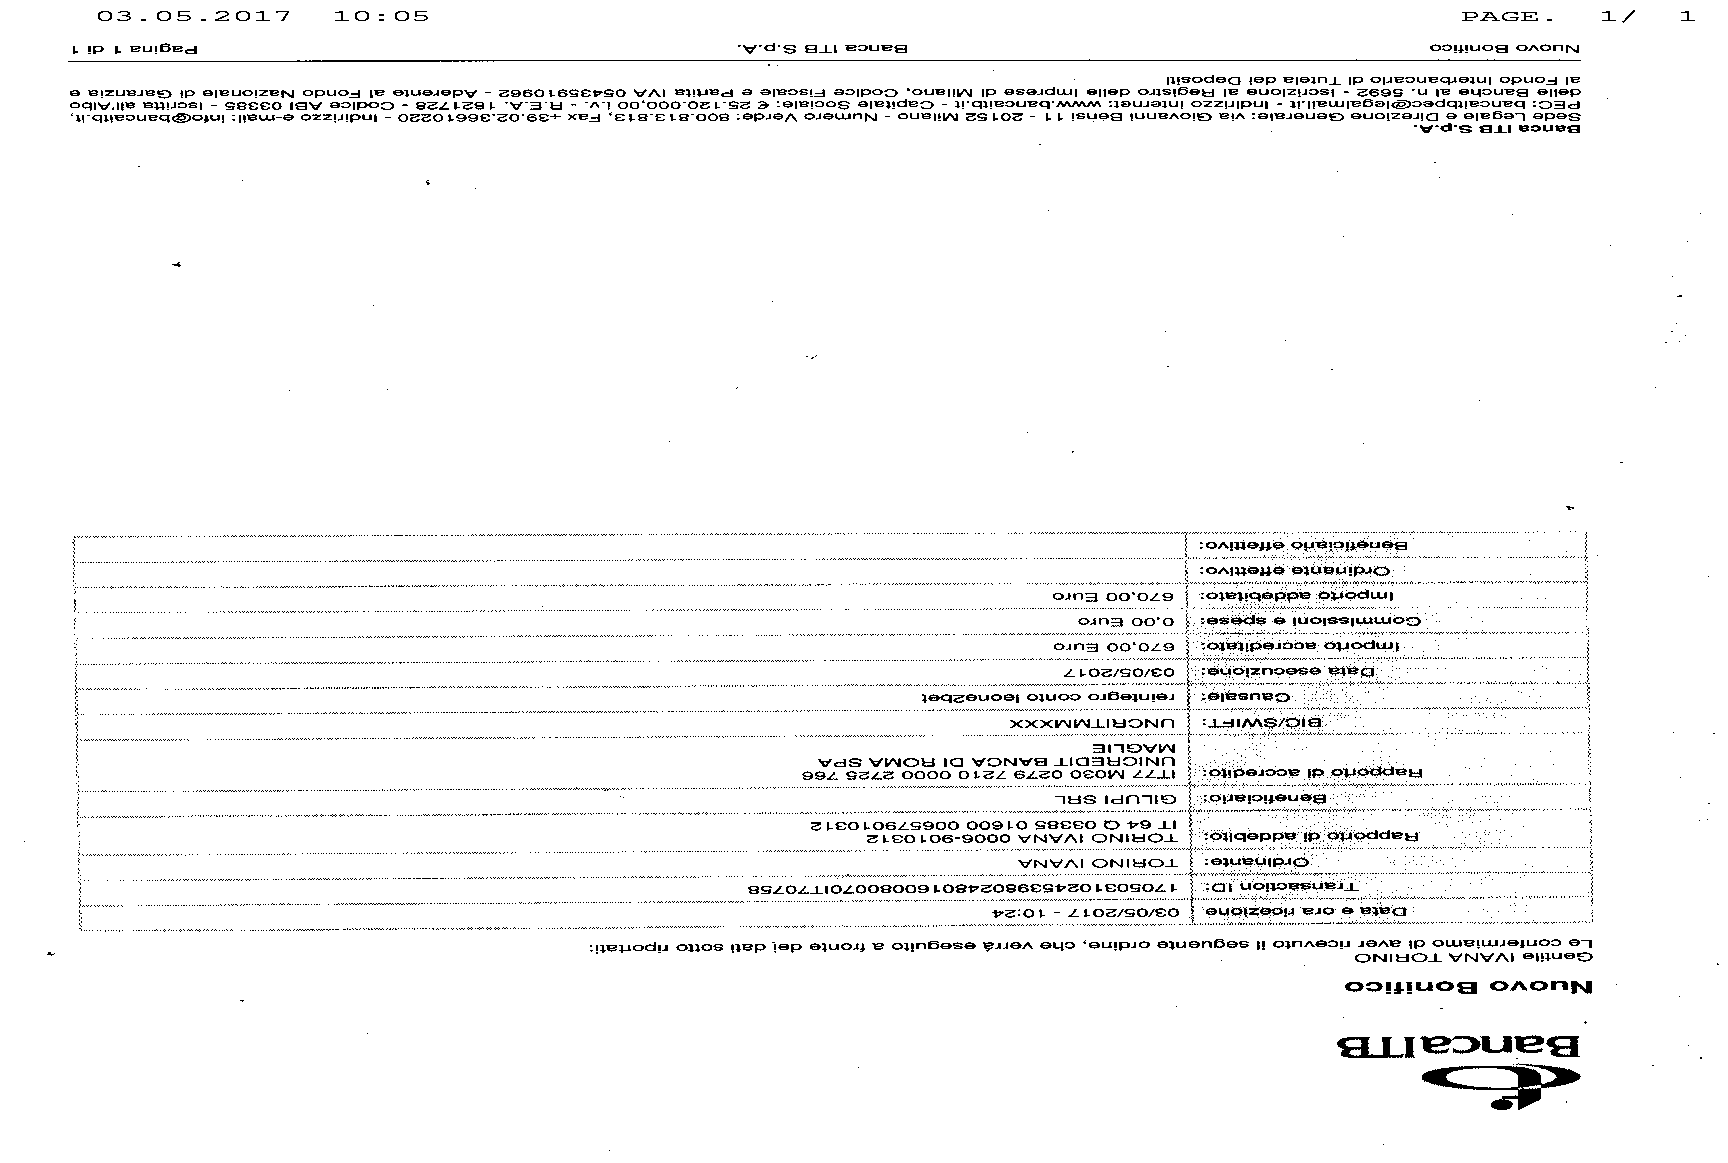 03.05.2017 10:05 PAGE. 1/ 1
BancaITB
Nuovo Bonifico
Gentile IVANA TORINO
Le confermiamo di aver ricevuto il seguente ordine, che verrà eseguito a fronte dei dati sotto riportati:
Data e ora ricezione 03/05/2017 - 10:24
Transaction ID: 1705031024539802480160080070IT70758
Ordinante: TORINO IVANA
Rapporto di addebito: TORINO IVANA 0006-9010312
IT 64 Q 03385 01600 006579010312
Beneficiario: GILUPI SRL
Rapporto di accredito: IT77 M030 0279 7210 0000 2725 766
UNICREDIT BANCA DI ROMA SPA
MAGLIE
BIC/SWIFT: UNCRITMMXXX
Causale: reintegro conto leone2bet
Data esecuzione: 03/05/2017
Importo accreditato: 670,00 Euro
Commissioni e spese: 0,00 Euro
Importo addebitato: 670,00 Euro
Ordinante effettivo:
Beneficiario effettivo:
Banca ITB S.p.A.
Sede Legale e Direzione Generale: via Giovanni Bensi 11 - 20152 Milano - Numero Verde: 800.813.813, Fax +39.02.36610220 - Indirizzo e-mail: info@bancaitb.it,
PEC: bancaitbpec@legalmail.it - Indirizzo Internet: www.bancaitb.it - Capitale Sociale: € 25.120.000,00 i.v. - R.E.A. 1821728 - Codice ABI 03385 - Iscritta all'Albo
delle Banche al n. 5692 - Iscrizione al Registro delle Imprese di Milano, Codice Fiscale e Partita IVA 05435910962 - Aderente al Fondo Nazionale di Garanzia e
al Fondo Interbancario di Tutela dei Depositi
Nuovo Bonifico Banca ITB S.p.A. Pagina 1 di 1